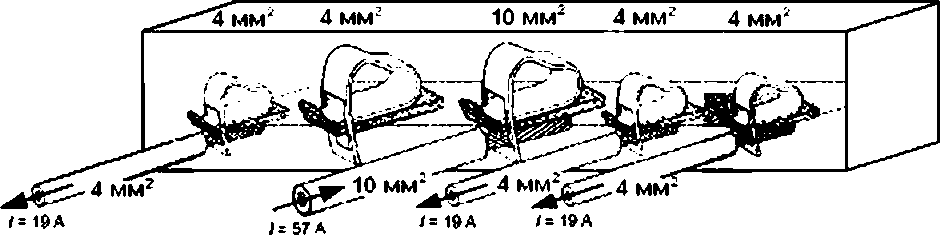 4 мм² 4 мм² 10 мм² 4 мм² 4 мм²
4 мм² 10 мм² 4 мм² 4 мм²
I = 19 А I = 57 А I = 19 А I = 19 А